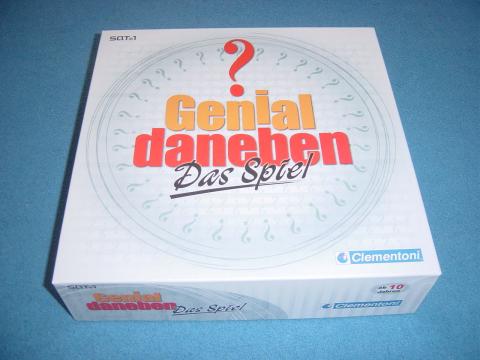 SAT.1
?
Genial
daneben
Das Spiel
Clementoni
SAT.1
Genial
daneben
Das Spiel
ab 10
Jahren
Clementoni